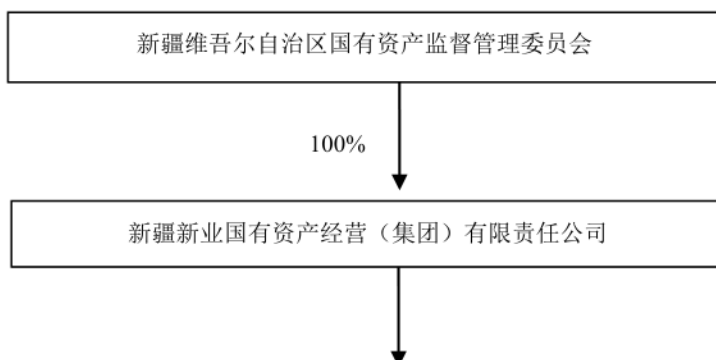 新疆维吾尔自治区国有资产监督管理委员会
100%
新疆新业国有资产经营（集团）有限责任公司